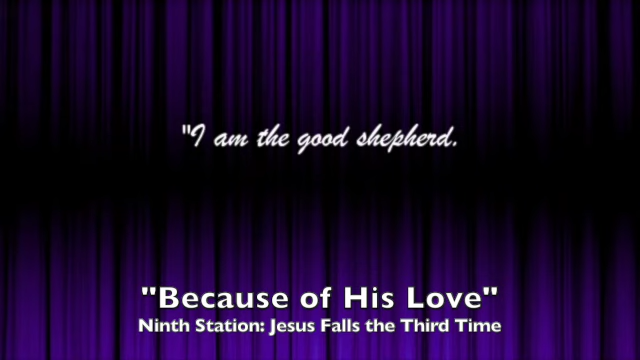 "I am the good shepherd.
"Because of His Love"
Ninth Station: Jesus Falls the Third Time